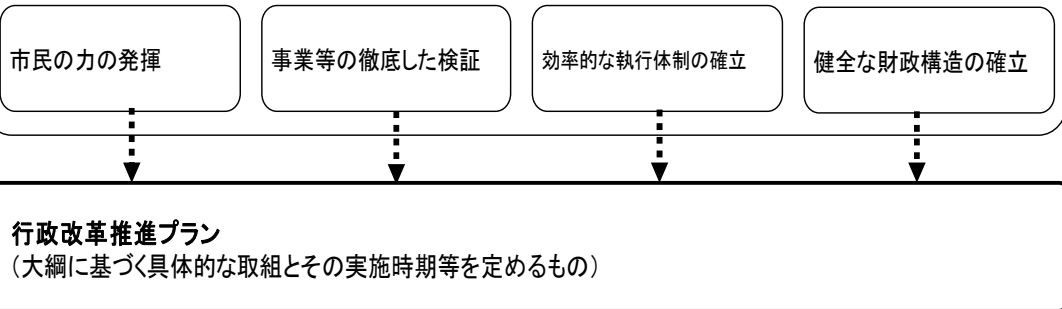 市民の力の発揮
事業等の徹底した検証
効率的な執行体制の確立
健全な財政構造の確立
行政改革推進プラン
（大綱に基づく具体的な取組とその実施時期等を定めるもの）